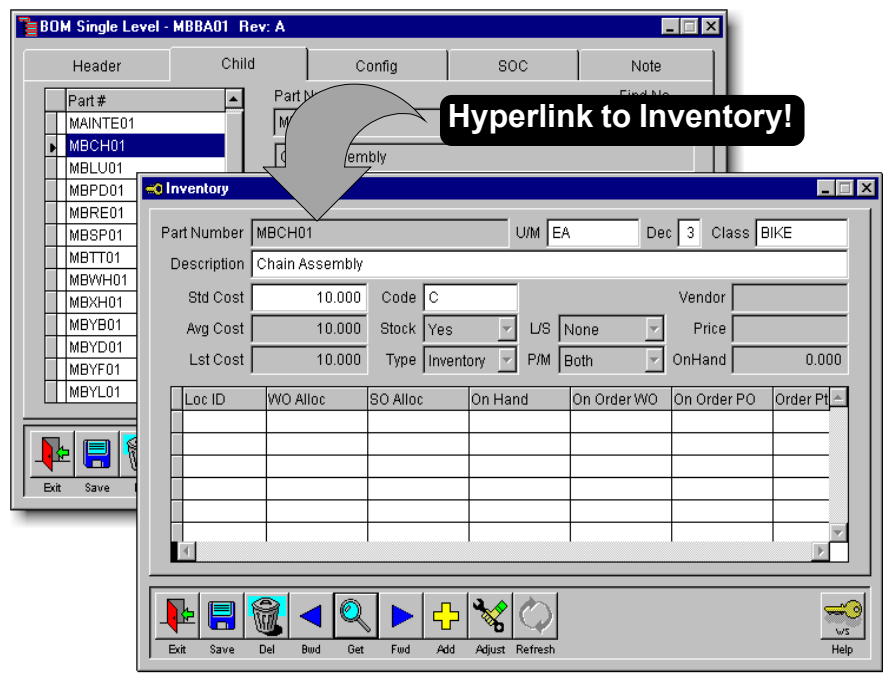 BOM Single Level - MBBA01 Rev: A
Header Child Config SOC Note
Part #
MAINTE01
MBCH01
MBLU01
MBPD01
MBRE01
MBSP01
MBTT01
MBWH01
MBXH01
MBYB01
MBYD01
MBYF01
MBYL01
Part
Hyperlink to Inventory!
Exit Save
Inventory
Part Number MBCH01 U/M EA Dec 3 Class BIKE
Description Chain Assembly
Std Cost 10.000 Code C Vendor
Avg Cost 10.000 Stock Yes L/S None Price
Lst Cost 10.000 Type Inventory P/M Both OnHand 0.000
Loc ID WO Alloc SO Alloc On Hand On Order WO On Order PO Order Pt
Exit Save Del Bwd Get Fwd Add Adjust Refresh
WS
Help